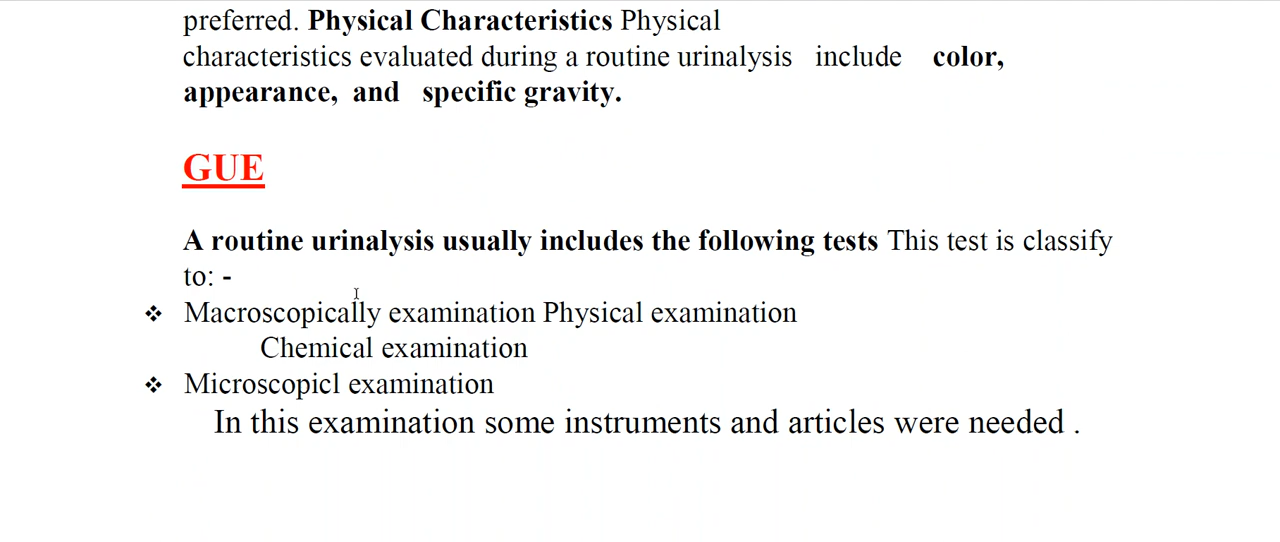 preferred. Physical Characteristics Physical
characteristics evaluated during a routine urinalysis include color,
appearance, and specific gravity.
GUE
A routine urinalysis usually includes the following tests This test is classify
to: -
❖ Macroscopically examination Physical examination
Chemical examination
❖ Microscopicl examination
In this examination some instruments and articles were needed .